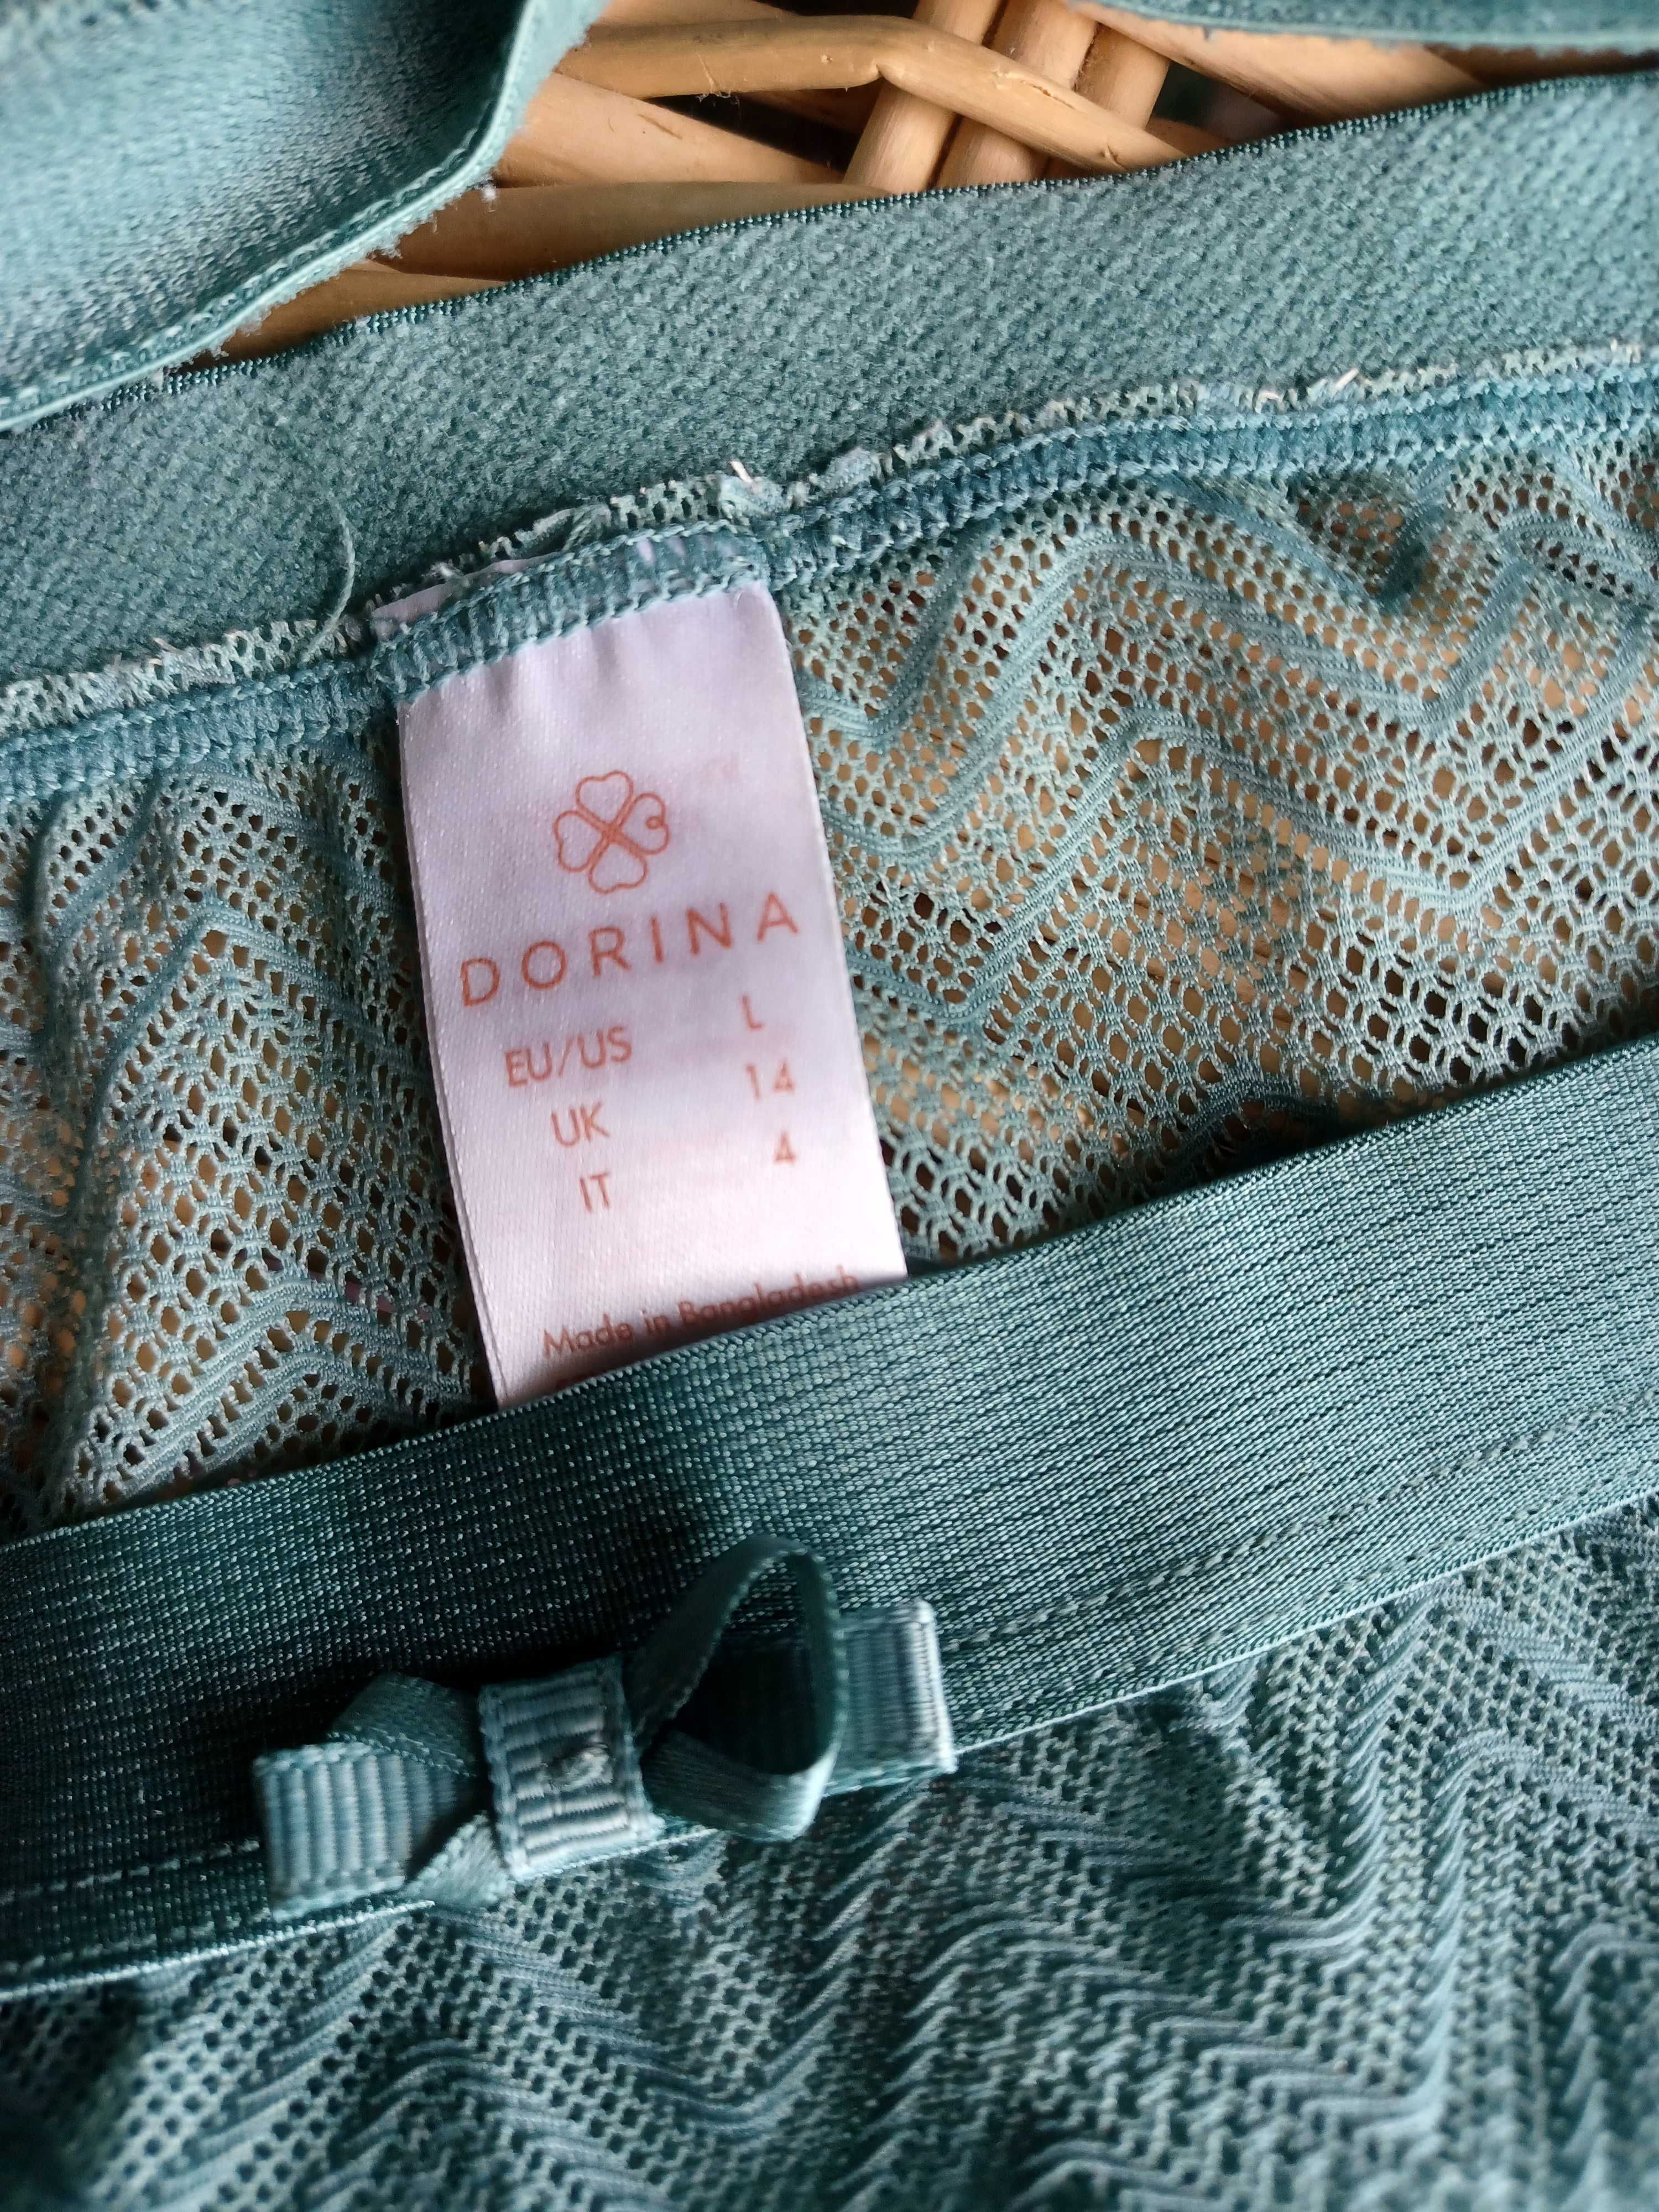 DORINA
EU/US L
UK 14
IT 4
Made in Bangladesh